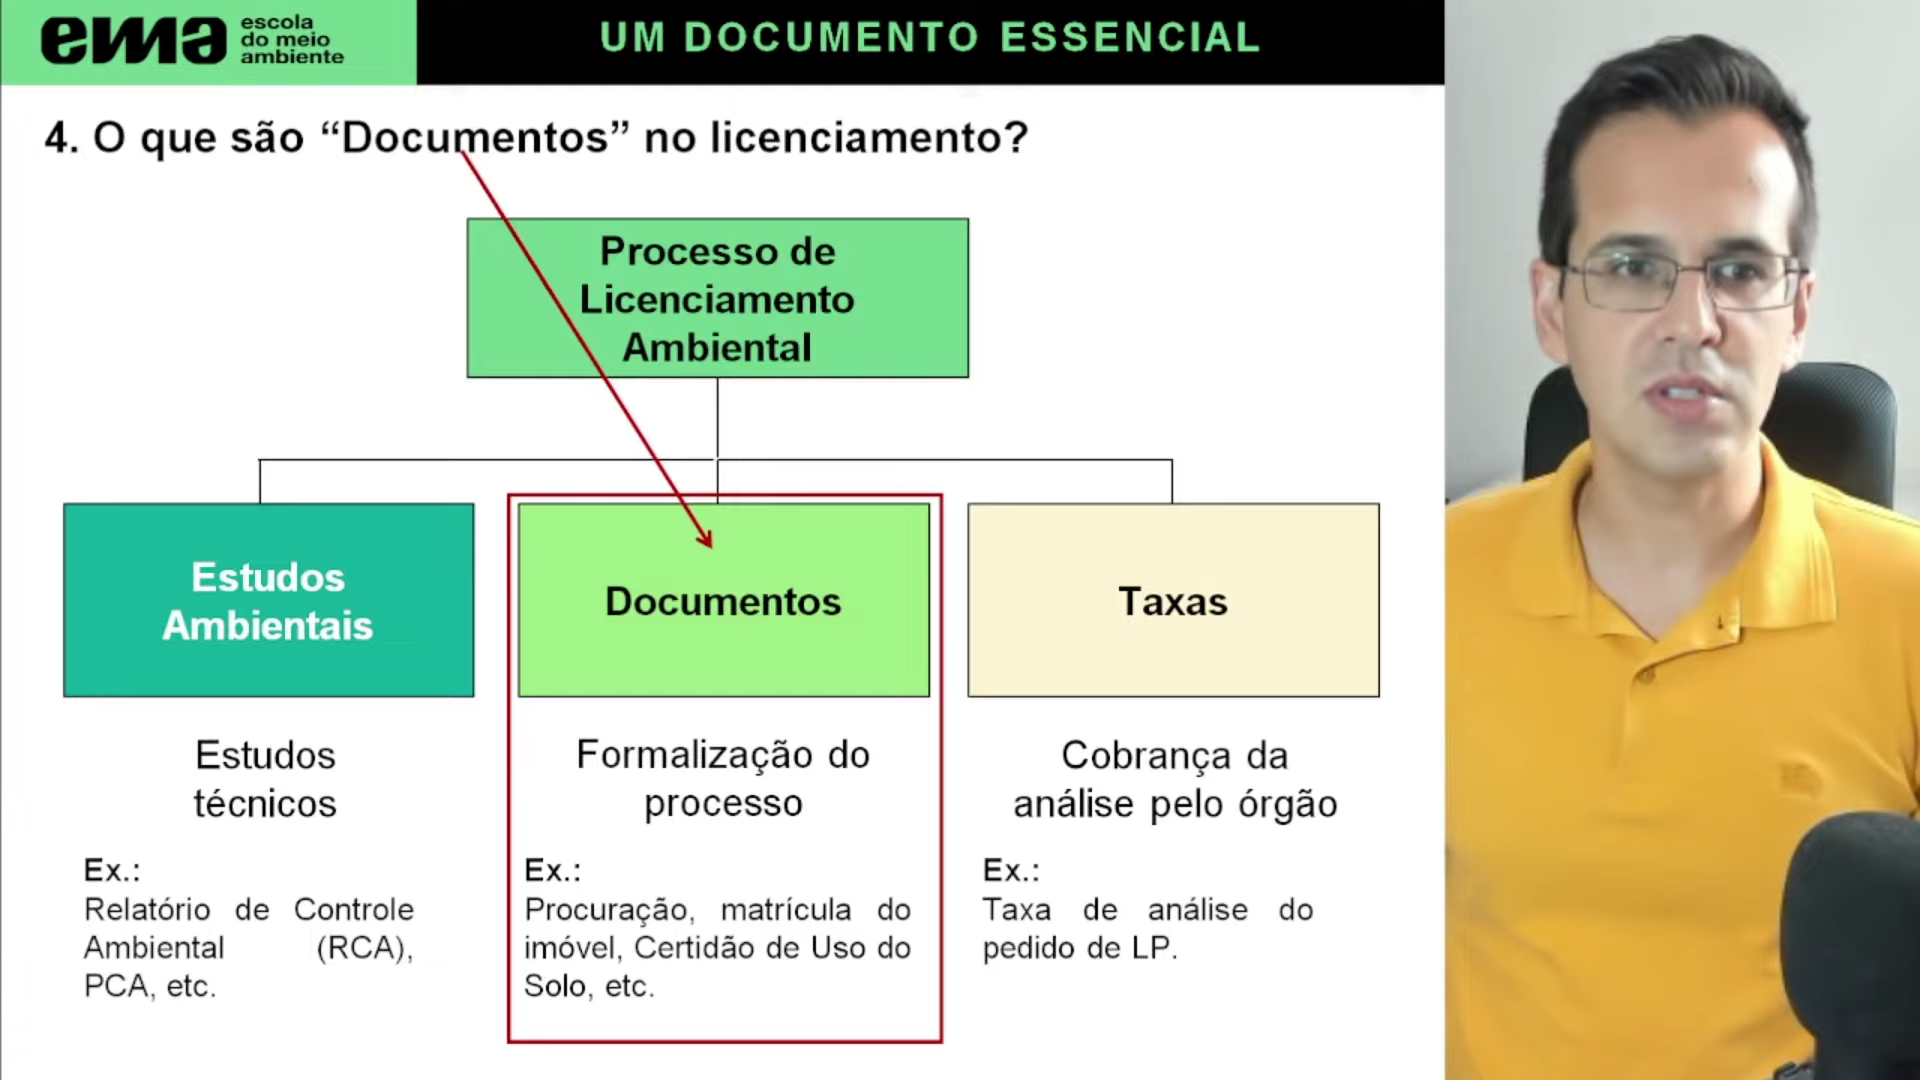 ema escola
do meio
ambiente
UM DOCUMENTO ESSENCIAL
4. O que são “Documentos” no licenciamento?
Processo de
Licenciamento
Ambiental
Estudos
Ambientais
Documentos
Taxas
Estudos
técnicos
Formalização do
processo
Cobrança da
análise pelo órgão
Ex.:
Relatório de Controle
Ambiental (RCA),
PCA, etc.
Ex.:
Procuração, matrícula do
imóvel, Certidão de Uso do
Solo, etc.
Ex.:
Taxa de análise do
pedido de LP.